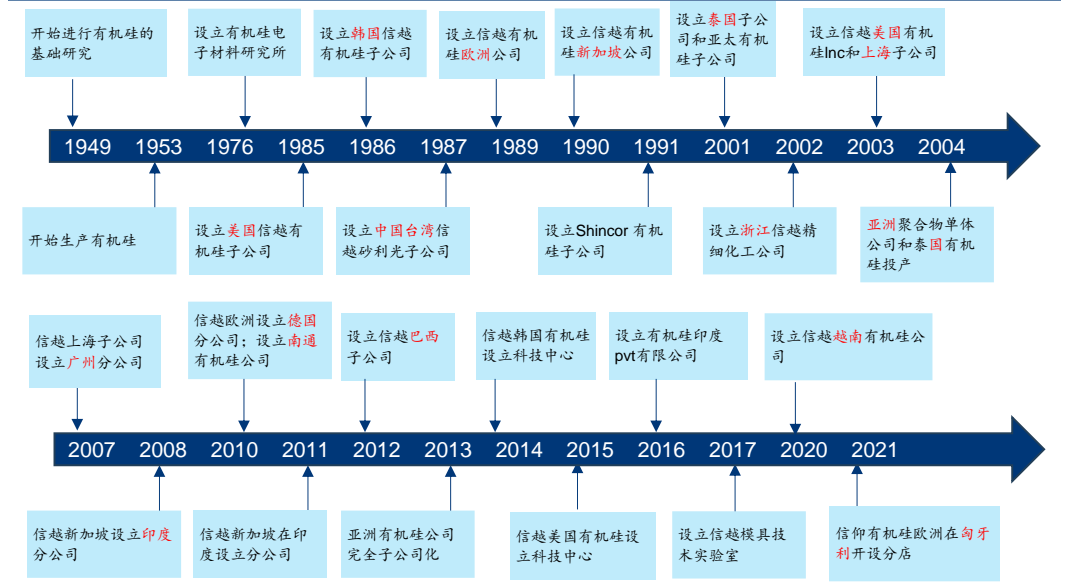 开始进行有机硅的
基础研究
设立有机硅电
子材料研究所
设立韩国信越
有机硅子公司
设立信越有机
硅欧洲公司
设立信越有机
硅新加坡公司
设立泰国子公
司和亚太有机
硅子公司
设立信越美国有机
硅Inc和上海子公司
1949 1953 1976 1985 1986 1987 1989 1990 1991 2001 2002 2003 2004
开始生产有机硅
设立美国信越有
机硅子公司
设立中国台湾信
越砂利光子公司
设立Shincor 有机
硅子公司
设立浙江信越精
细化工公司
亚洲聚合物单体
公司和泰国有机
硅投产
信越上海子公司
设立广州分公司
信越欧洲设立德国
分公司；设立南通
有机硅公司
设立信越巴西
子公司
信越韩国有机硅
设立科技中心
设立有机硅印度
pvt有限公司
设立信越越南有机硅公
司
2007 2008 2010 2011 2012 2013 2014 2015 2016 2017 2020 2021
信越新加坡设立印度
分公司
信越新加坡在印
度设立分公司
亚洲有机硅公司
完全子公司化
信越美国有机硅设
立科技中心
设立信越模具技
术实验室
信仰有机硅欧洲在匈牙
利开设分店